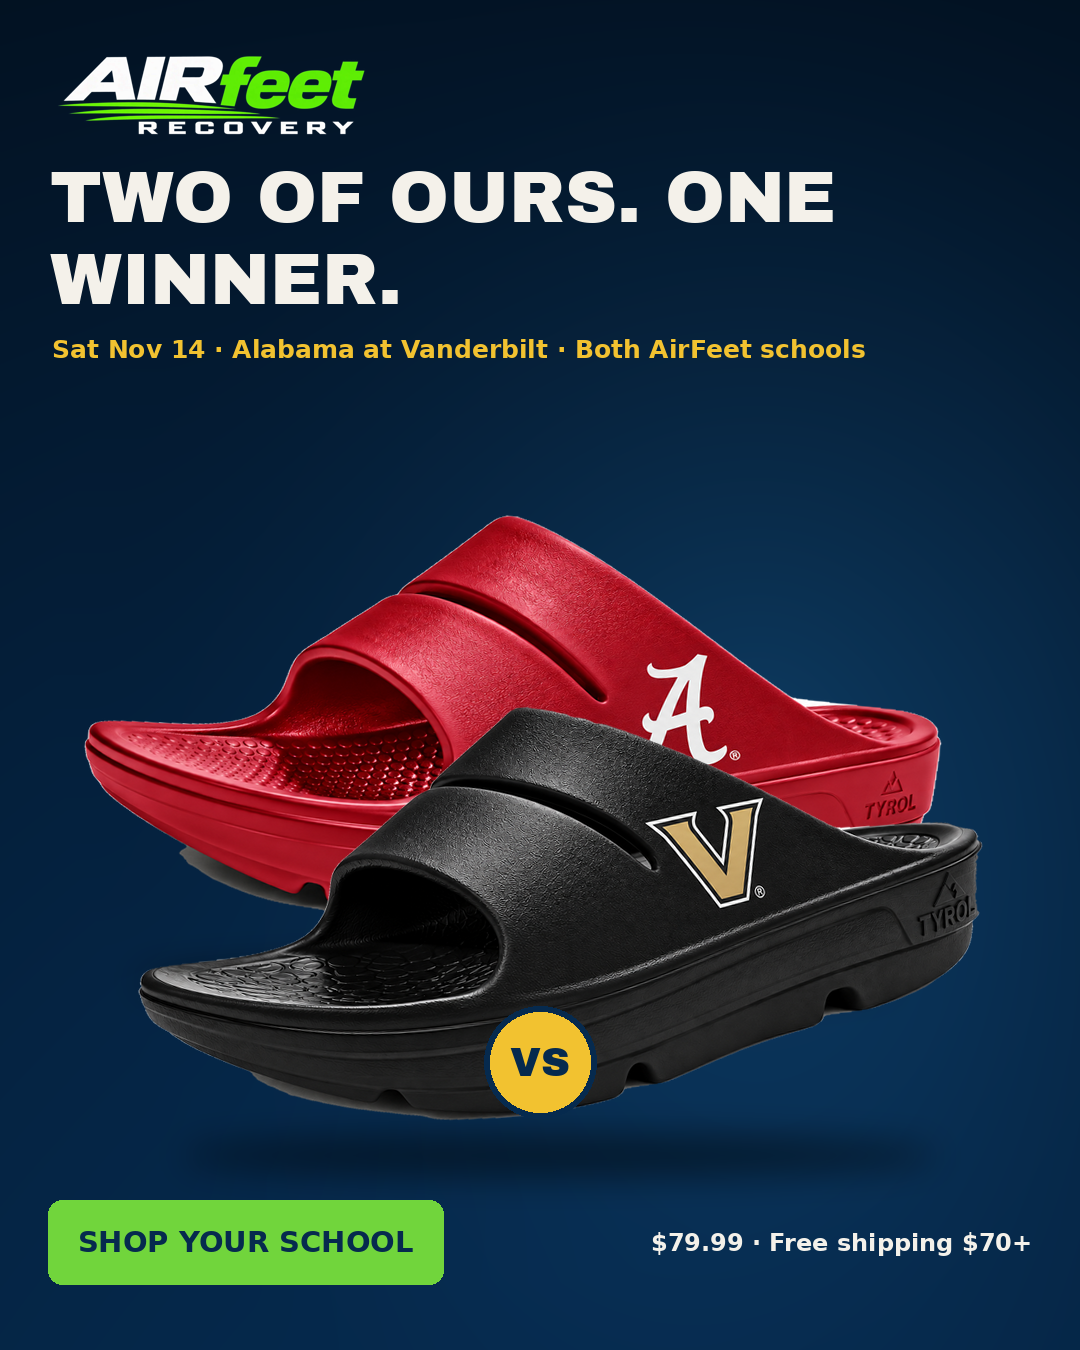 AIRfeet
RECOVERY
TWO OF OURS. ONE
WINNER.
Sat Nov 14 · Alabama at Vanderbilt · Both AirFeet schools
A®
TYROL
V®
TYROL
VS
SHOP YOUR SCHOOL
$79.99 · Free shipping $70+